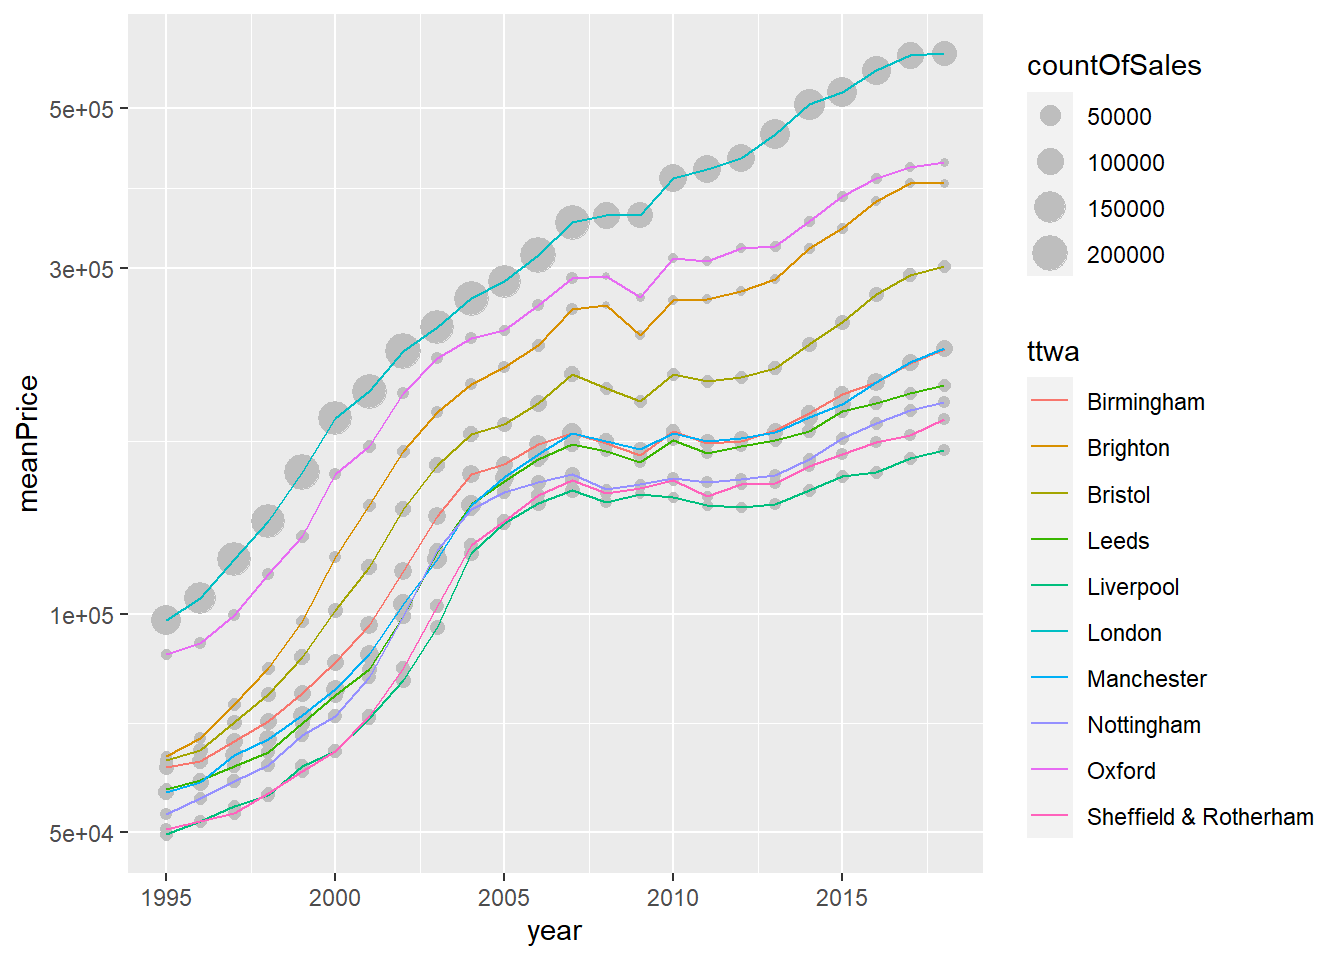 meanPrice
5e+05
3e+05
1e+05
5e+04
1995 2000 2005 2010 2015
year
countOfSales
50000
100000
150000
200000
ttwa
Birmingham
Brighton
Bristol
Leeds
Liverpool
London
Manchester
Nottingham
Oxford
Sheffield & Rotherham